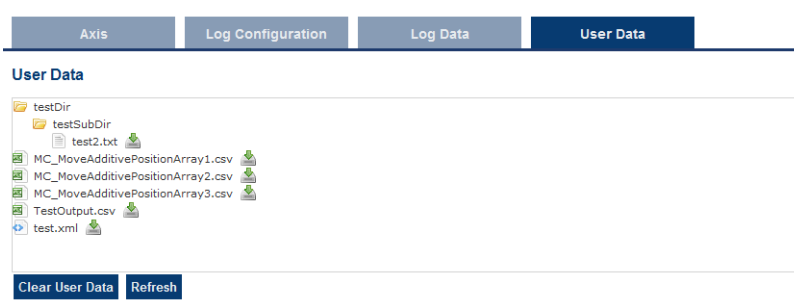 Axis Log Configuration Log Data User Data
User Data
testDir
testSubDir
test2.txt
MC_MoveAdditivePositionArray1.csv
MC_MoveAdditivePositionArray2.csv
MC_MoveAdditivePositionArray3.csv
TestOutput.csv
test.xml
Clear User Data Refresh